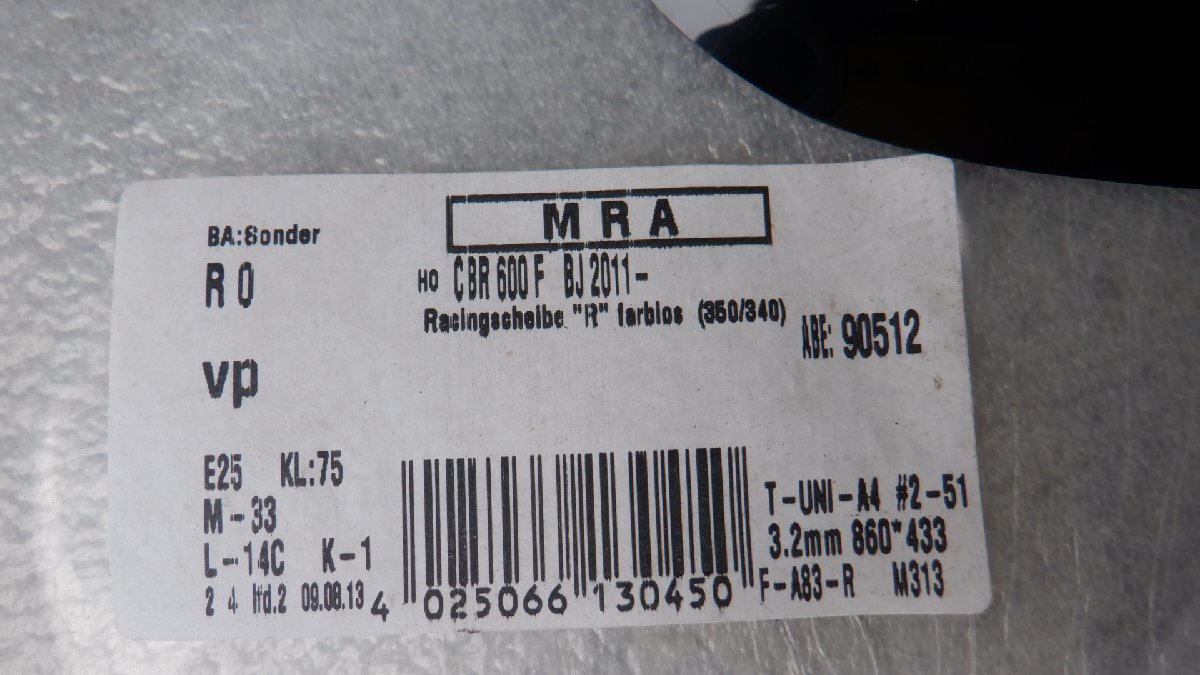 MRA
BA:Sonder
R 0
HO CBR 600 F BJ 2011-
Racingscheibe "R" farblos (350/340)
ABE: 90512
vp
E25 KL:75
M-33
L-14C K-1
2 4 lfd.2 09.08.13
4 025066 130450
T-UNI-A4 #2-51
3.2mm 860*433
F-A83-R M313